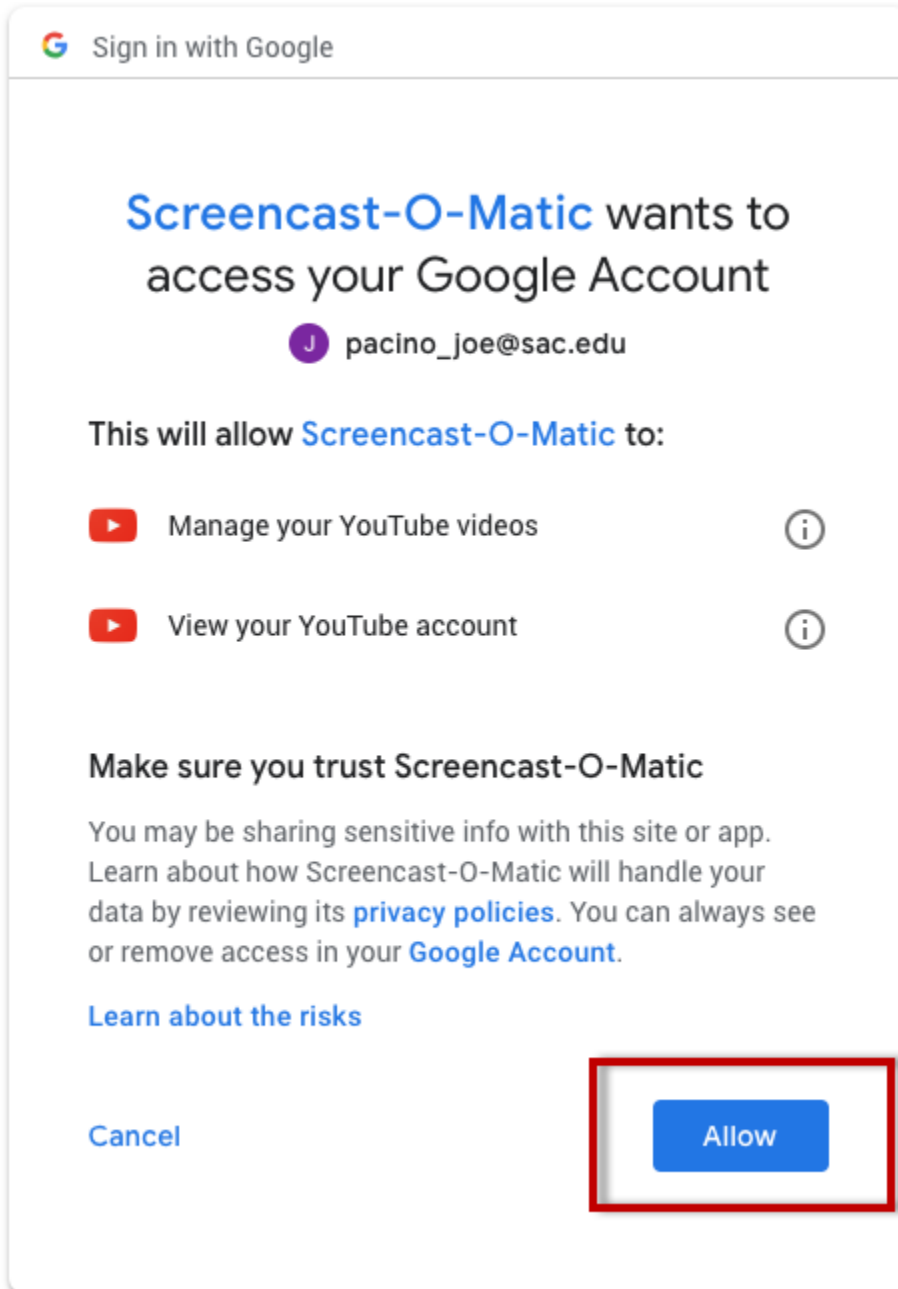 Sign in with Google
Screencast-O-Matic wants to
access your Google Account
J pacino_joe@sac.edu
This will allow Screencast-O-Matic to:
Manage your YouTube videos
View your YouTube account
Make sure you trust Screencast-O-Matic
You may be sharing sensitive info with this site or app.
Learn about how Screencast-O-Matic will handle your
data by reviewing its privacy policies. You can always see
or remove access in your Google Account.
Learn about the risks
Cancel Allow